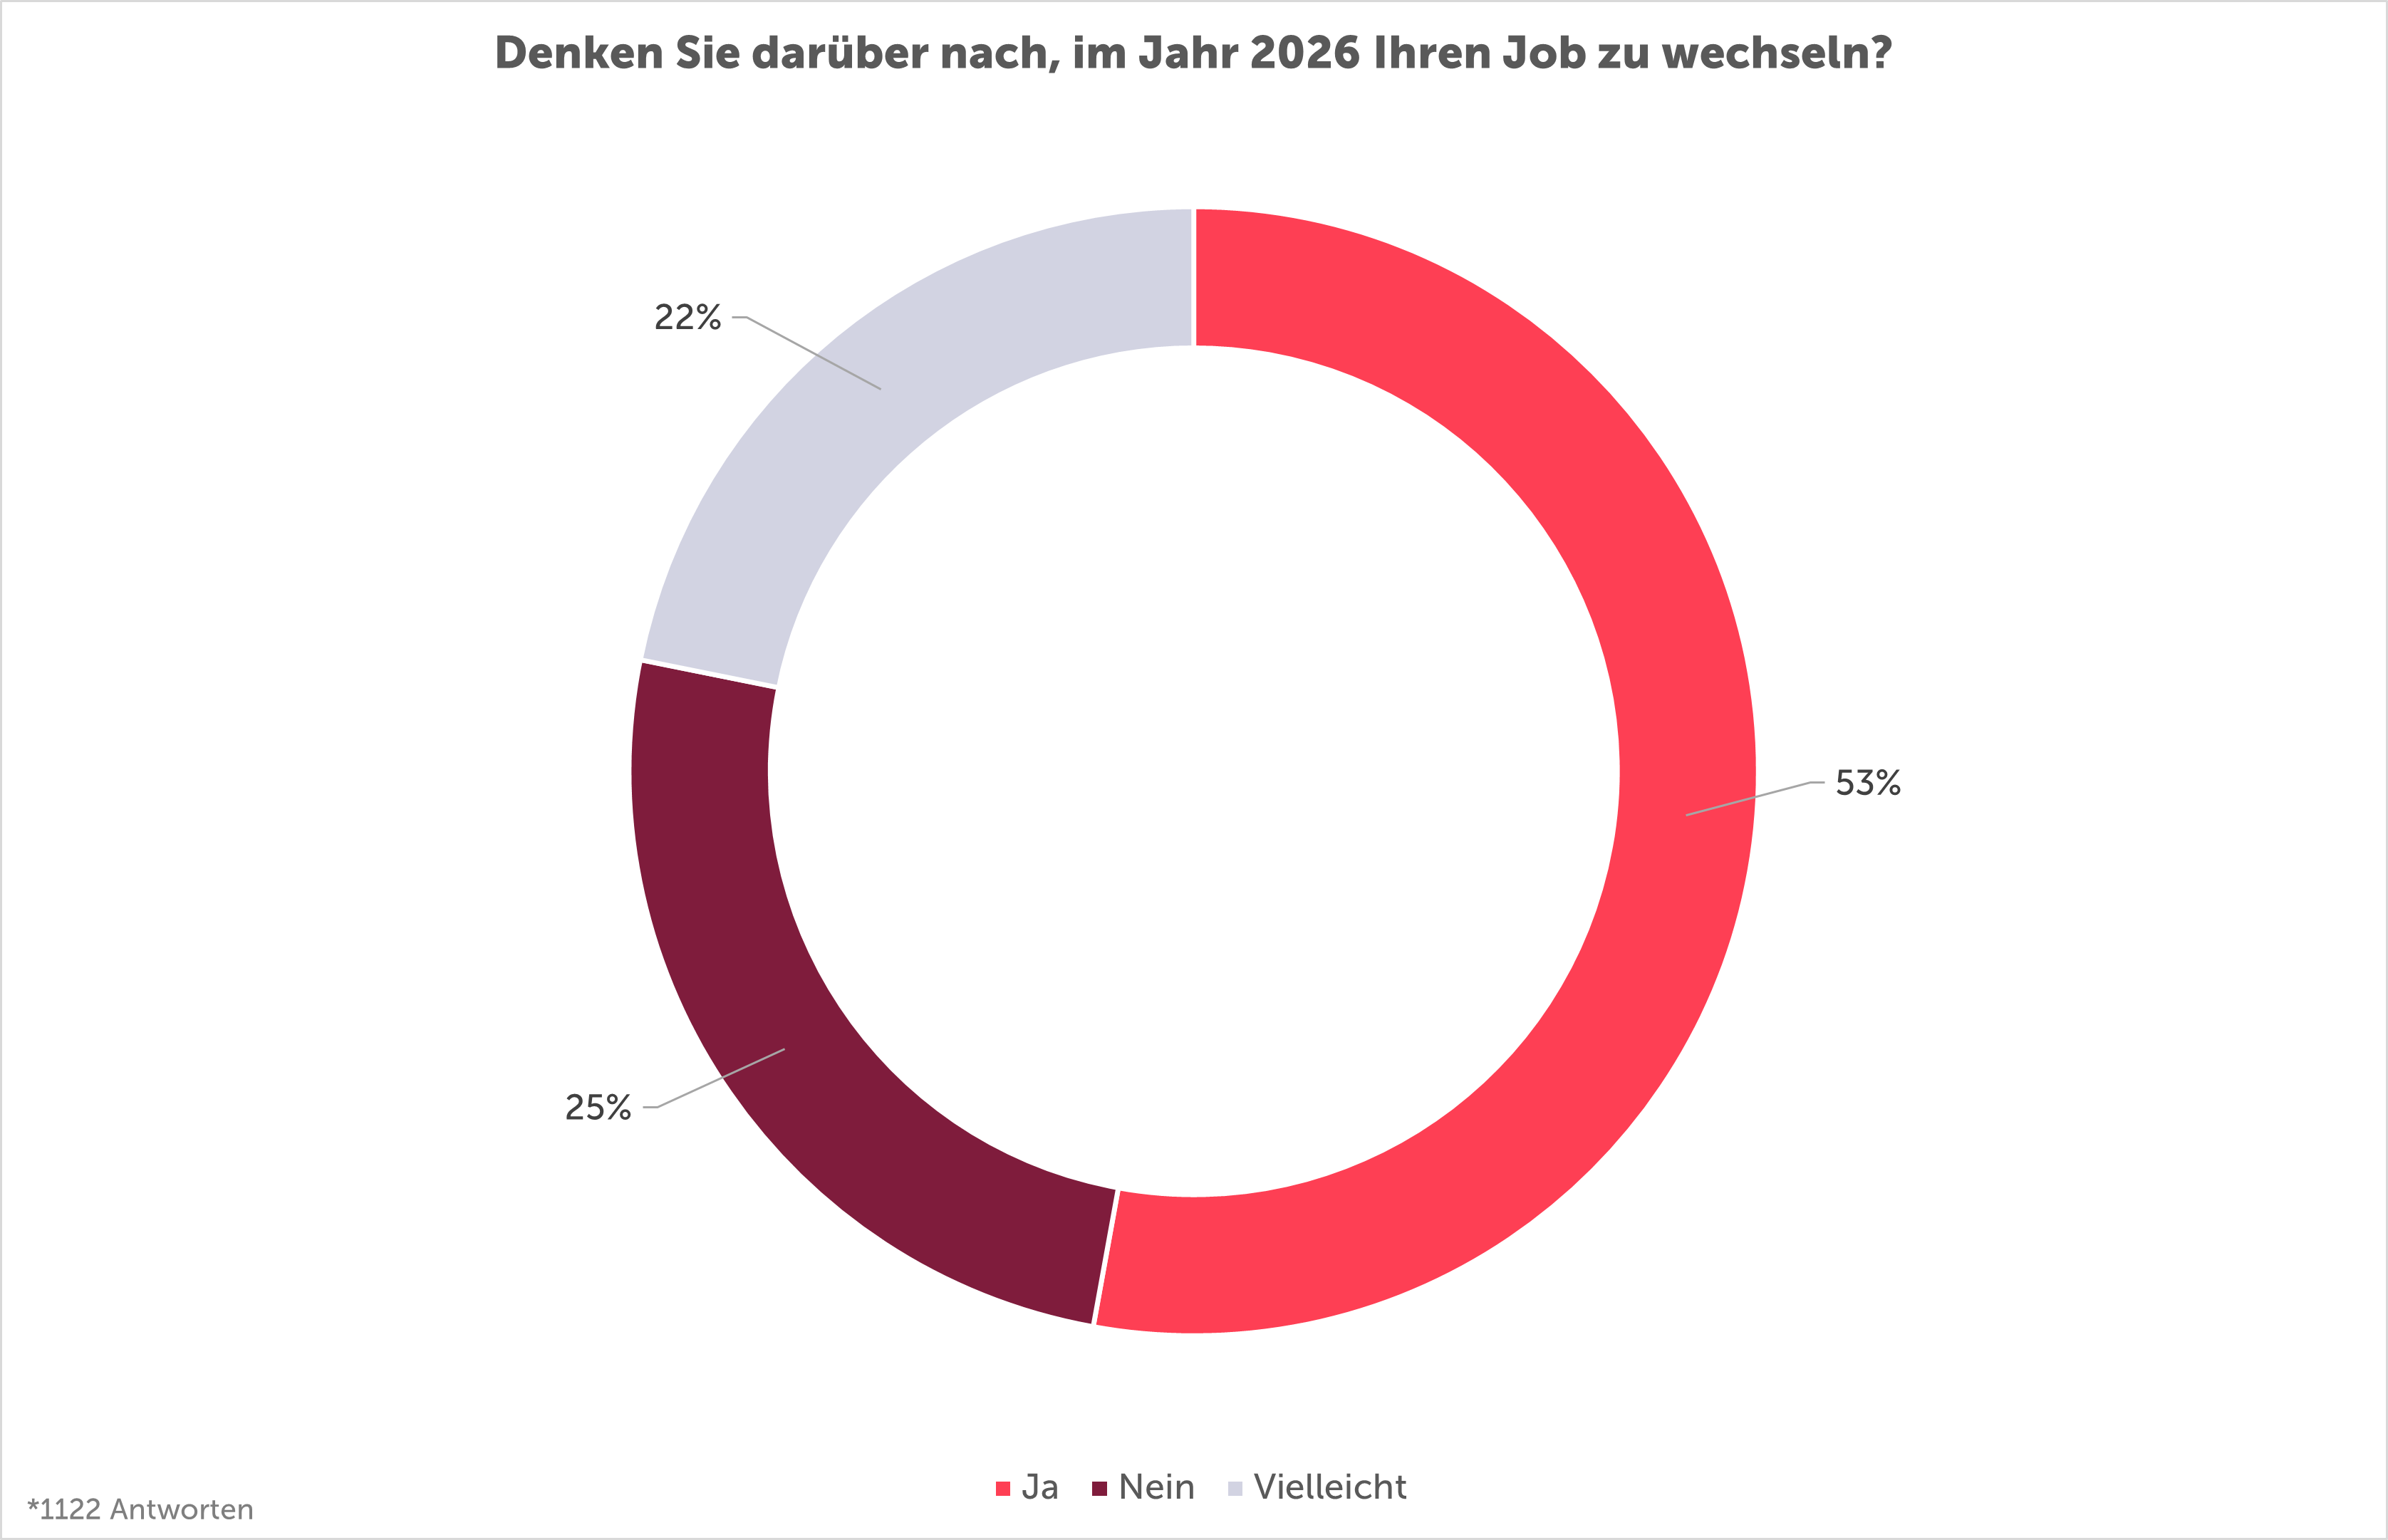 Denken Sie darüber nach, im Jahr 2026 Ihren Job zu wechseln?
22%
53%
25%
Ja Nein Vielleicht
*1122 Antworten